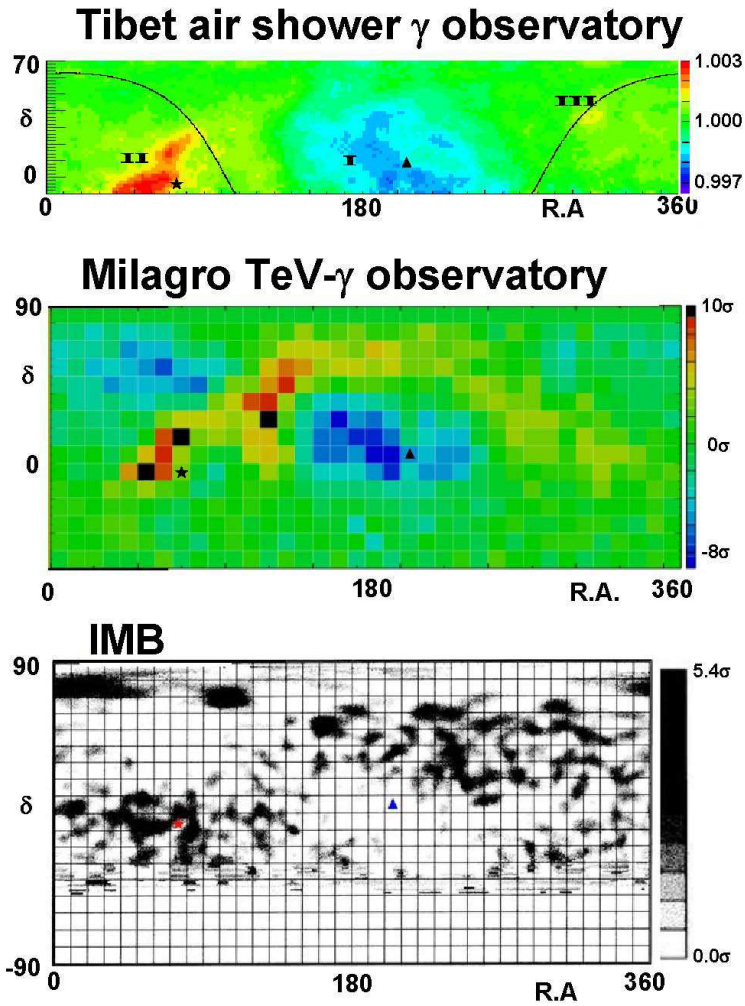 Tibet air shower γ observatory
70
δ
0
II
I
III
0
180
R.A
360
1.003
1.000
0.997
Milagro TeV-γ observatory
90
δ
0
0
180
R.A.
360
10σ
0σ
-8σ
IMB
90
δ
0
-90
0
180
R.A
360
5.4σ
0.0σ